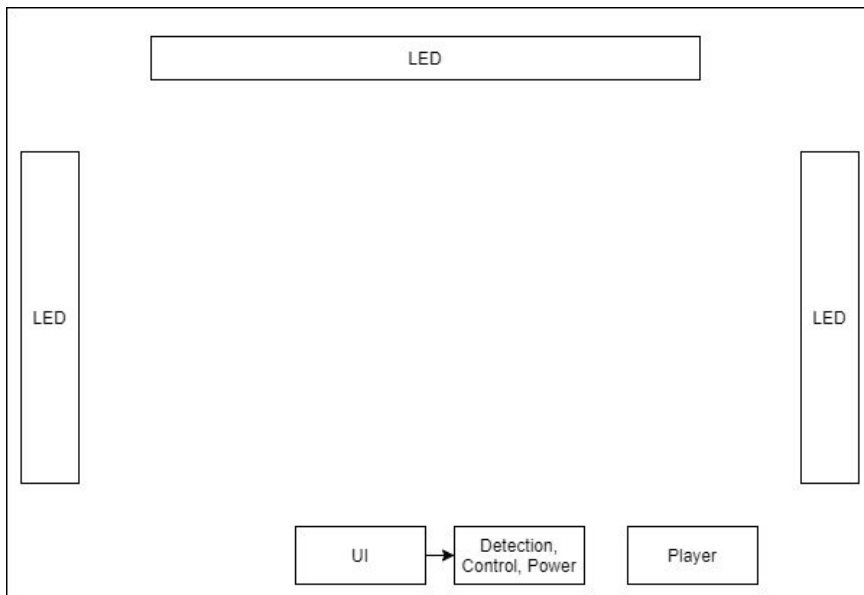 LED
LED
LED
UI
Detection,
Control, Power
Player